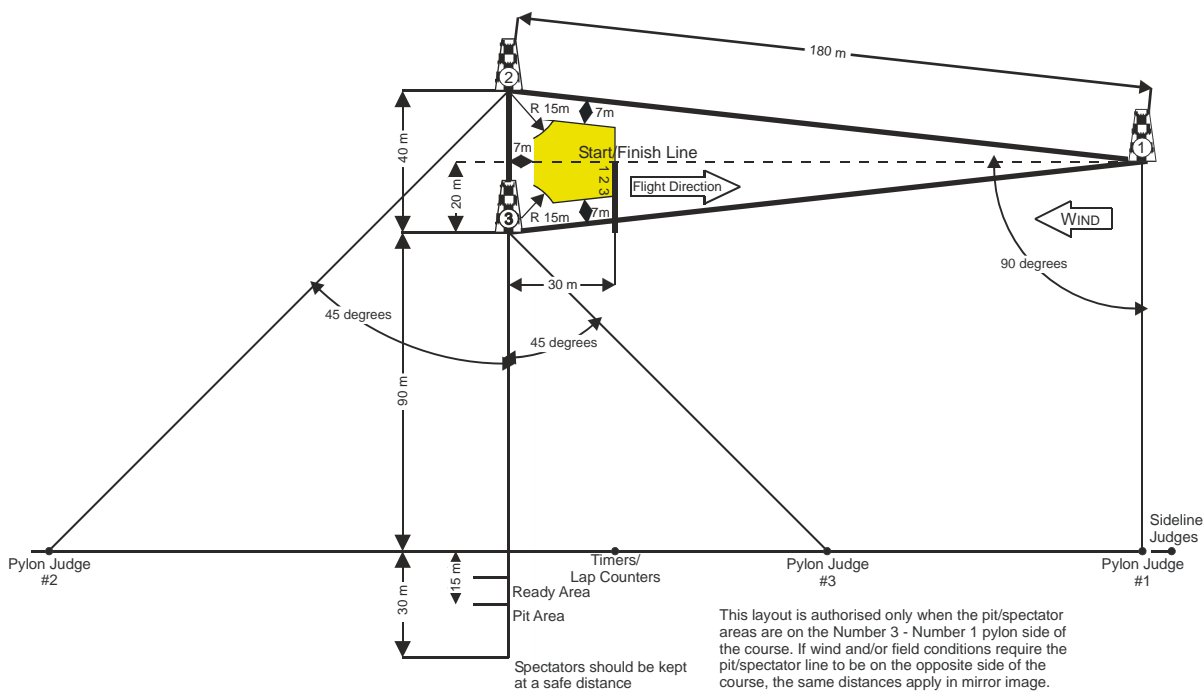 180 m
2
R 15m
7m
1
40 m
7m
Start/Finish Line
20 m
1 2 3
Flight Direction
3
R 15m
7m
WIND
30 m
90 degrees
45 degrees
45 degrees
90 m
Sideline
Judges
Pylon Judge
#2
Timers/
Lap Counters
Pylon Judge
#3
Pylon Judge
#1
15 m
30 m
Ready Area
Pit Area
Spectators should be kept
at a safe distance
This layout is authorised only when the pit/spectator
areas are on the Number 3 - Number 1 pylon side of
the course. If wind and/or field conditions require the
pit/spectator line to be on the opposite side of the
course, the same distances apply in mirror image.